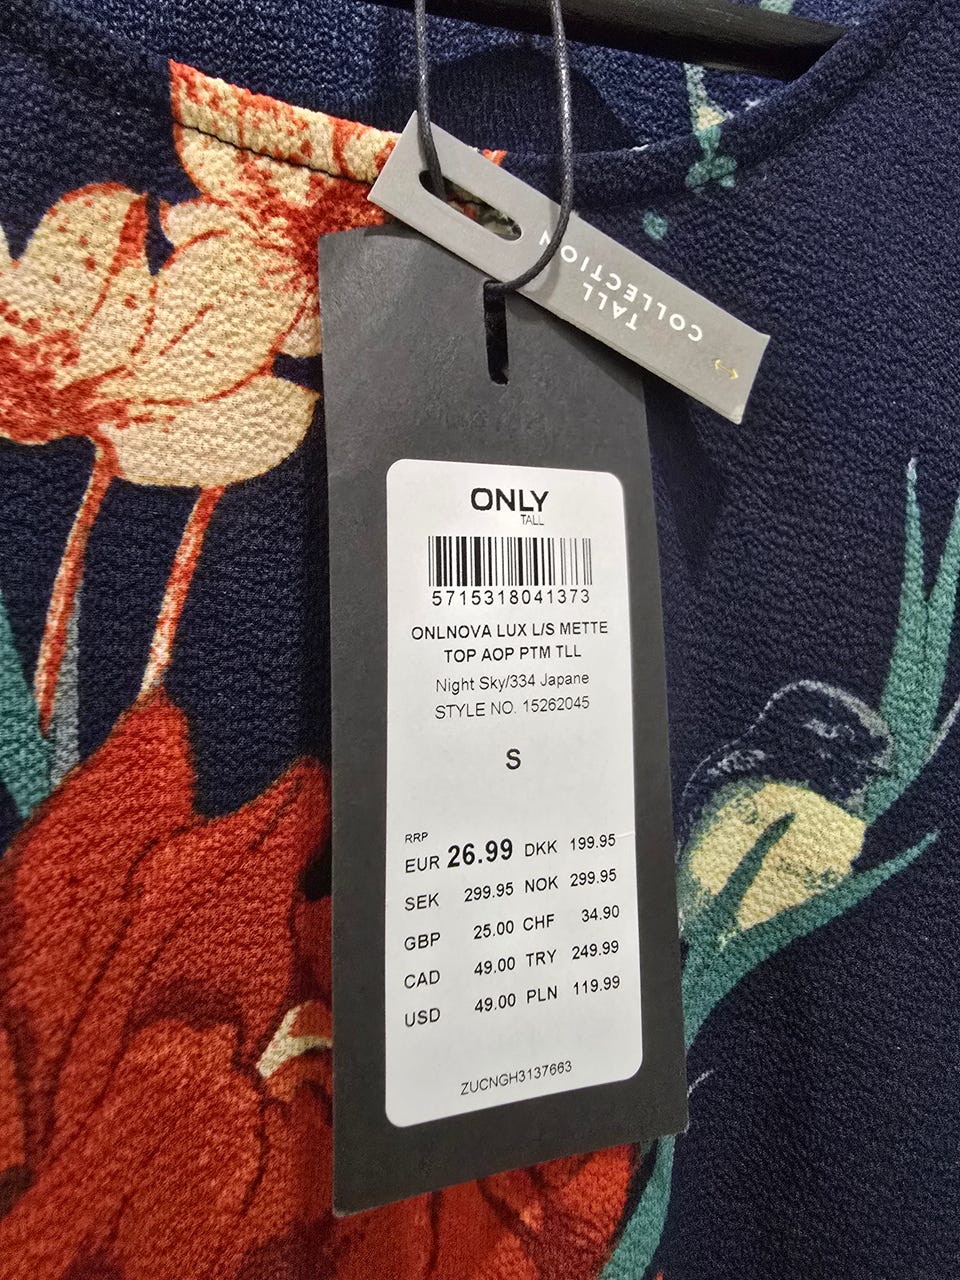 TALL
COLLECTION
ONLY
TALL
5715318041373
ONLNOVA LUX L/S METTE
TOP AOP PTM TLL
Night Sky/334 Japane
STYLE NO. 15262045
S
RRP
EUR 26.99 DKK 199.95
SEK 299.95 NOK 299.95
GBP 25.00 CHF 34.90
CAD 49.00 TRY 249.99
USD 49.00 PLN 119.99
ZUCNGH3137663